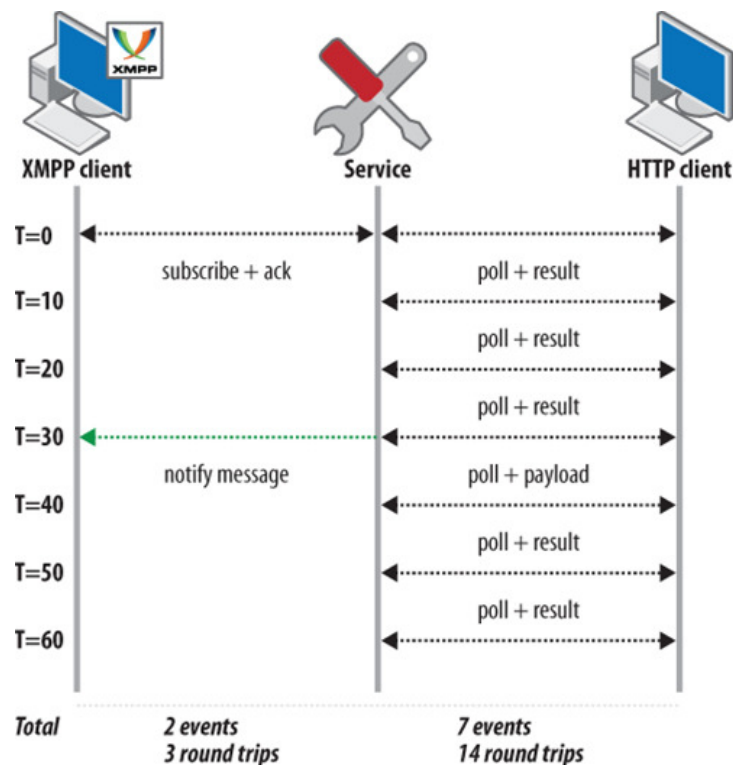 XMPP
XMPP client
Service
HTTP client
T=0
subscribe + ack
poll + result
T=10
poll + result
T=20
poll + result
T=30
notify message
poll + payload
T=40
poll + result
T=50
poll + result
T=60
Total
2 events
7 events
3 round trips
14 round trips